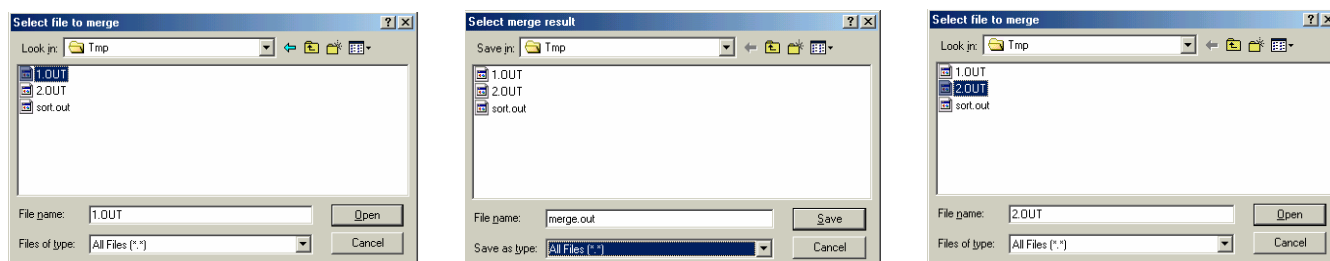 Select file to merge
Look in: Tmp
1.OUT
2.OUT
sort.out
File name: 1.OUT Open
Files of type: All Files (*.*) Cancel
Select merge result
Save in: Tmp
1.OUT
2.OUT
sort.out
File name: merge.out Save
Save as type: All Files (*.*) Cancel
Select file to merge
Look in: Tmp
1.OUT
2.OUT
sort.out
File name: 2.OUT Open
Files of type: All Files (*.*) Cancel